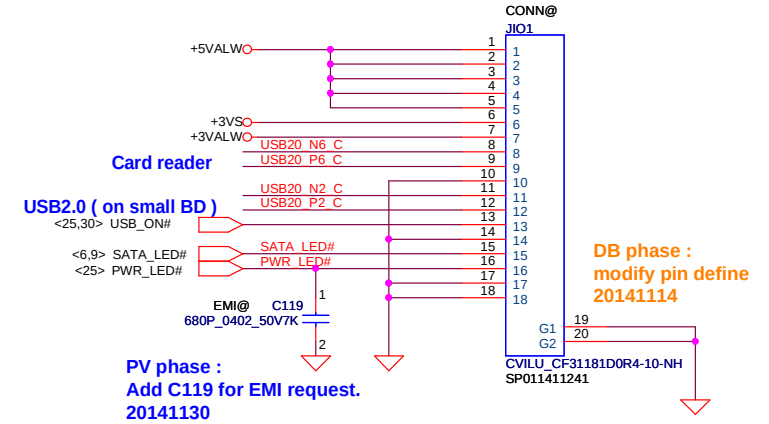 CONN@
JIO1
+5VALW
1 1
2 2
3 3
4 4
5 5
+3VS 6 6
+3VALW 7 7
USB20_N6_C 8 8
Card reader
USB20_P6_C 9 9
10 10
USB20_N2_C 11 11
USB2.0 ( on small BD )
USB20_P2_C 12 12
<25,30> USB_ON# 13 13
14 14
<6,9> SATA_LED# SATA_LED# 15 15
<25> PWR_LED# PWR_LED# 16 16
17 17
18 18
DB phase :
modify pin define
20141114
EMI@ C119 1
680P_0402_50V7K
2
G1 19
G2 20
CVILU_CF31181D0R4-10-NH
SP011411241
PV phase :
Add C119 for EMI request.
20141130